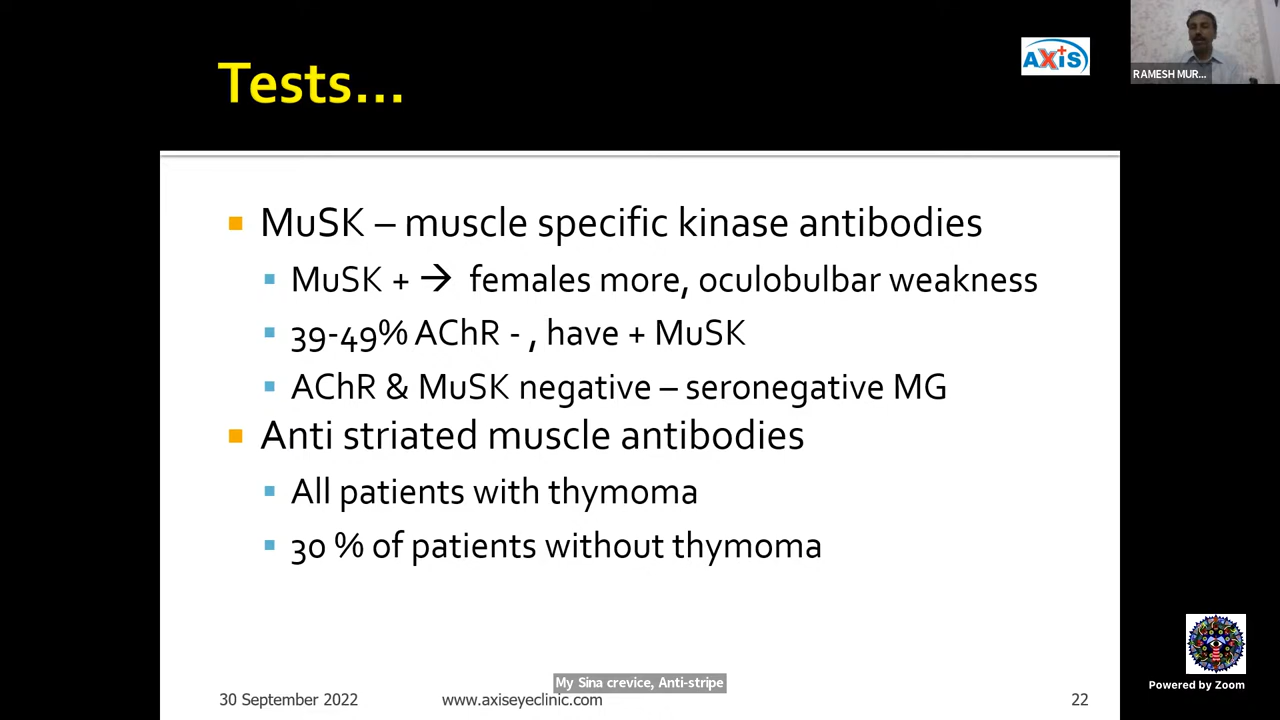 Tests...
AXiS
RAMESH MUR...
MuSK – muscle specific kinase antibodies
MuSK + → females more, oculobulbar weakness
39-49% AChR - , have + MuSK
AChR & MuSK negative – seronegative MG
Anti striated muscle antibodies
All patients with thymoma
30 % of patients without thymoma
My Sina crevice, Anti-stripe
30 September 2022
www.axiseyeclinic.com
22
Powered by Zoom